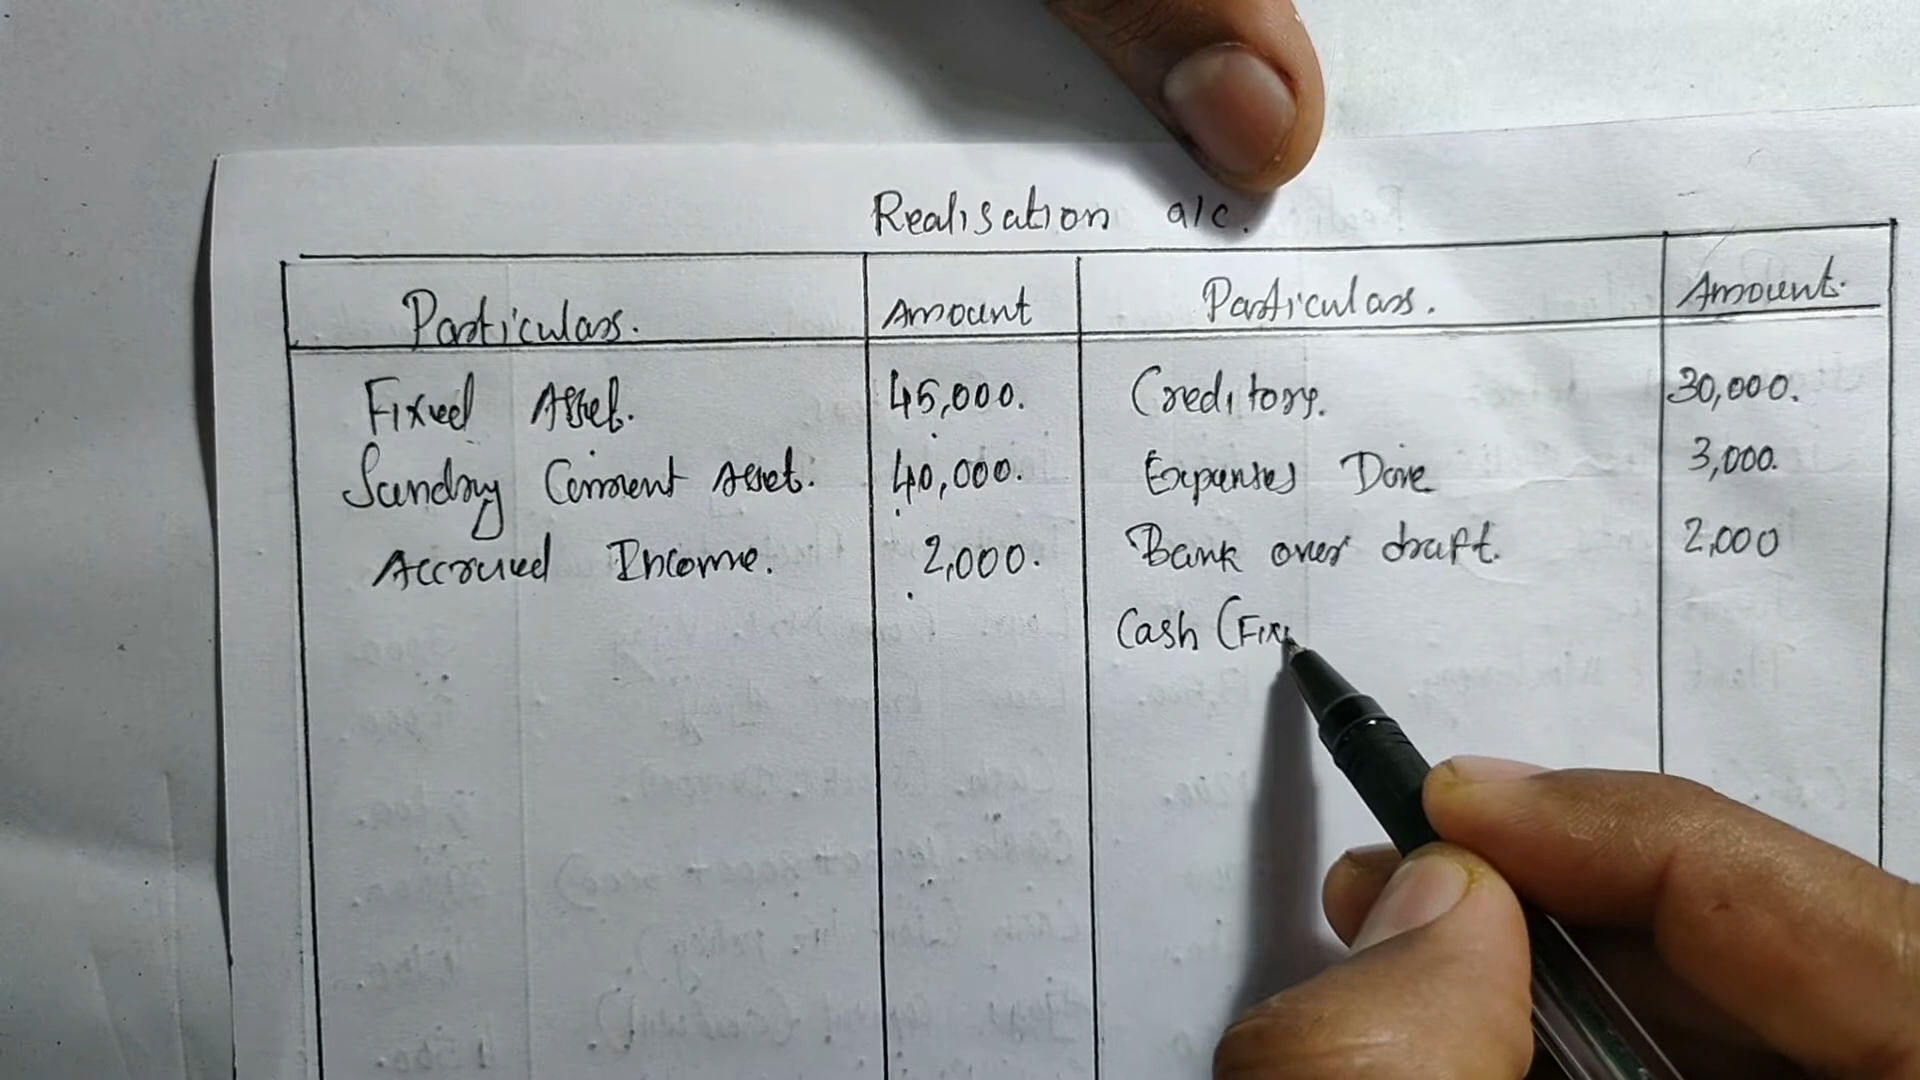 Realisation a/c.
Particulars. Amount Particulars. Amount.
Fixed Asset. 45,000. Creditors. 30,000.
Sundry Current Asset. 40,000. Expenses Due 3,000.
Accrued Income. 2,000. Bank over draft. 2,000
Cash (Fix